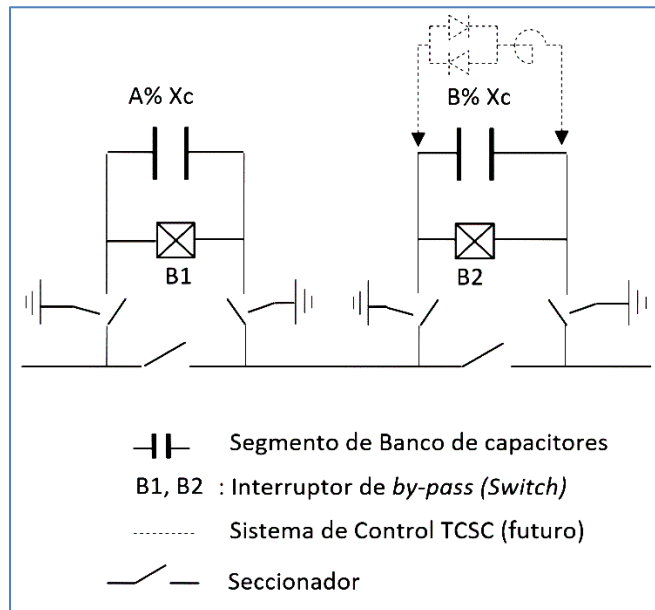 A% Xc
B% Xc
B1
B2
Segmento de Banco de capacitores
B1, B2 : Interruptor de by-pass (Switch)
Sistema de Control TCSC (futuro)
Seccionador